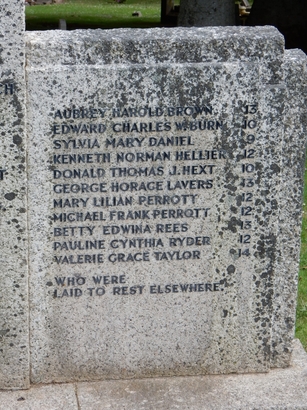 AUBREY HAROLD BROWN 13
EDWARD CHARLES W. BURN 10
SYLVIA MARY DANIEL 9
KENNETH NORMAN HELLIER 12
DONALD THOMAS J. HEXT 10
GEORGE HORACE LAVERS 13
MARY LILIAN PERROTT 12
MICHAEL FRANK PERROTT 12
BETTY EDWINA REES 13
PAULINE CYNTHIA RYDER 12
VALERIE GRACE TAYLOR 14
WHO WERE
LAID TO REST ELSEWHERE.